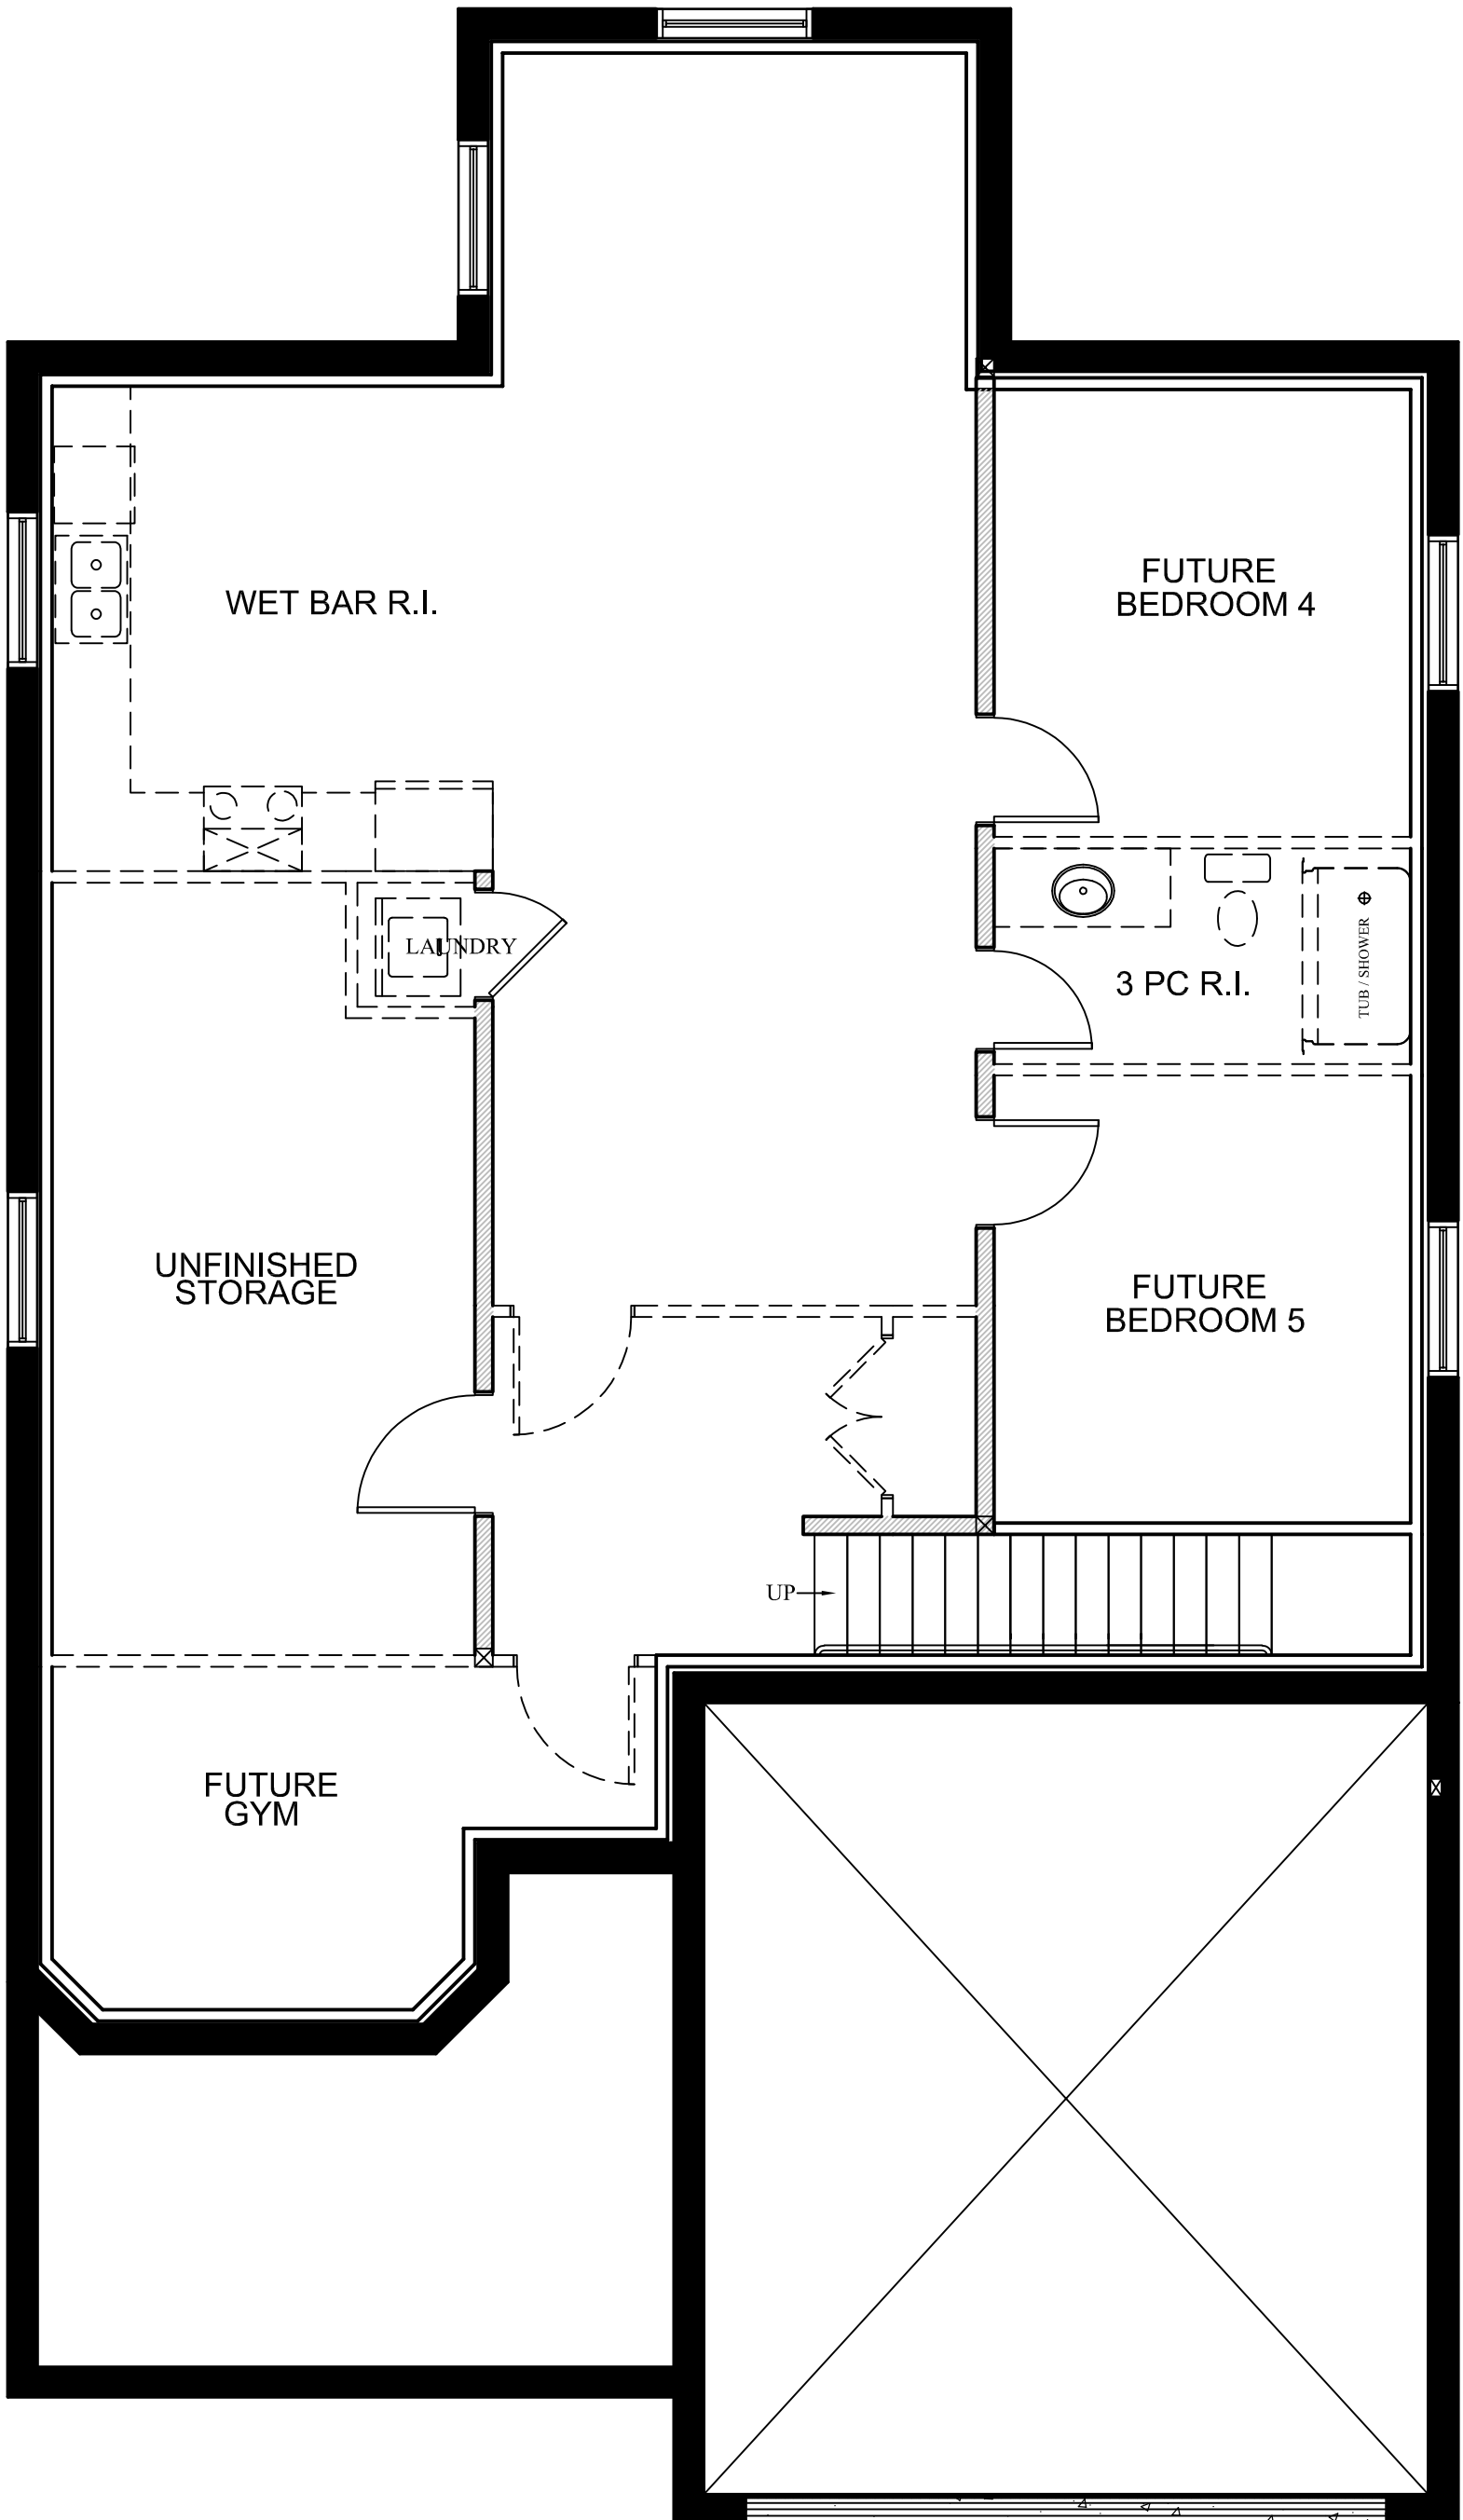 WET BAR R.I.
FUTURE
BEDROOM 4
LAUNDRY
TUB / SHOWER
3 PC R.I.
UNFINISHED
STORAGE
FUTURE
BEDROOM 5
UP
FUTURE
GYM